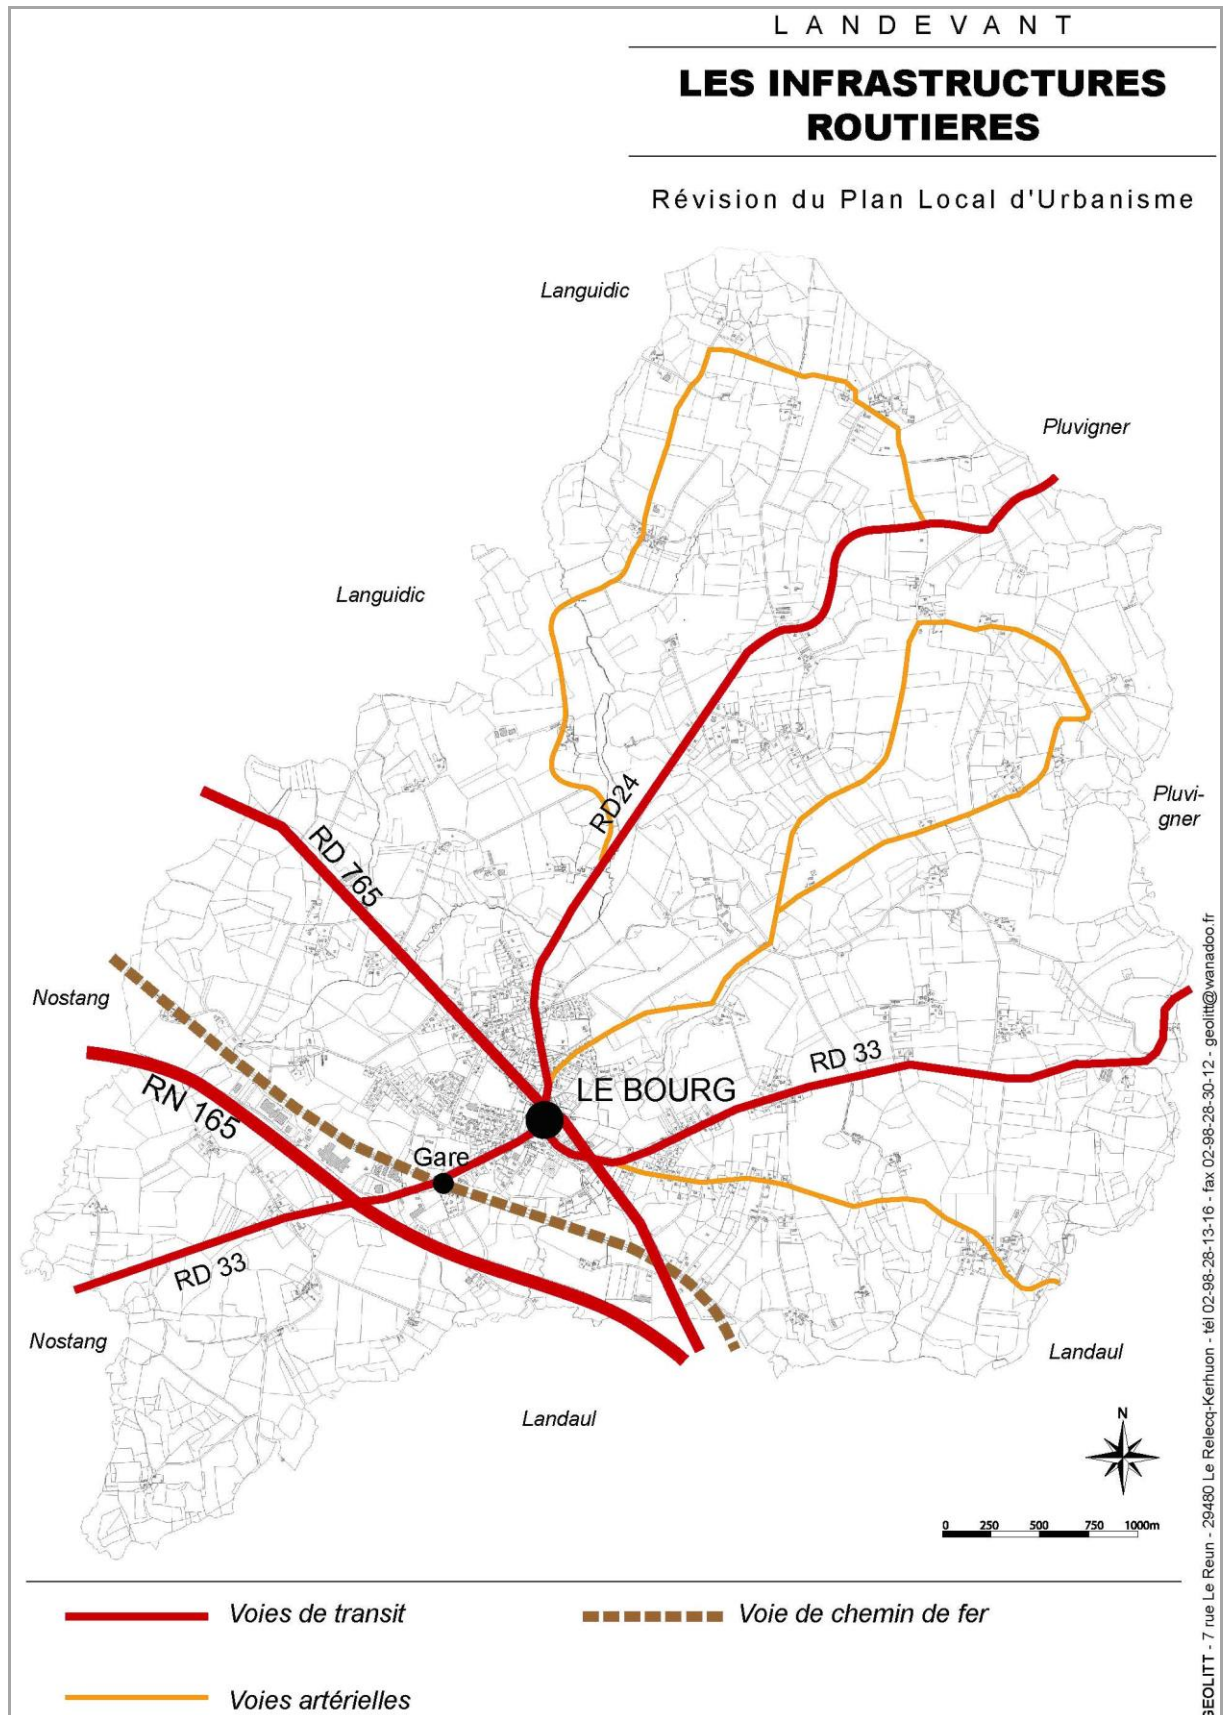 LANDEVANT
LES INFRASTRUCTURES
ROUTIERES
Révision du Plan Local d'Urbanisme
Languidic
Pluvigner
Languidic
RD24
Pluvi-
gner
RD 765
Nostang
RD 33
LE BOURG
RN 165
Gare
RD 33
Nostang
Landaul
Landaul
N
0 250 500 750 1000m
Voies de transit
Voie de chemin de fer
Voies artérielles
GEOLITT - 7 rue Le Reun - 29480 Le Relecq-Kerhuon - tél 02-98-28-13-16 - fax 02-98-28-30-12 - geolitt@wanadoo.fr